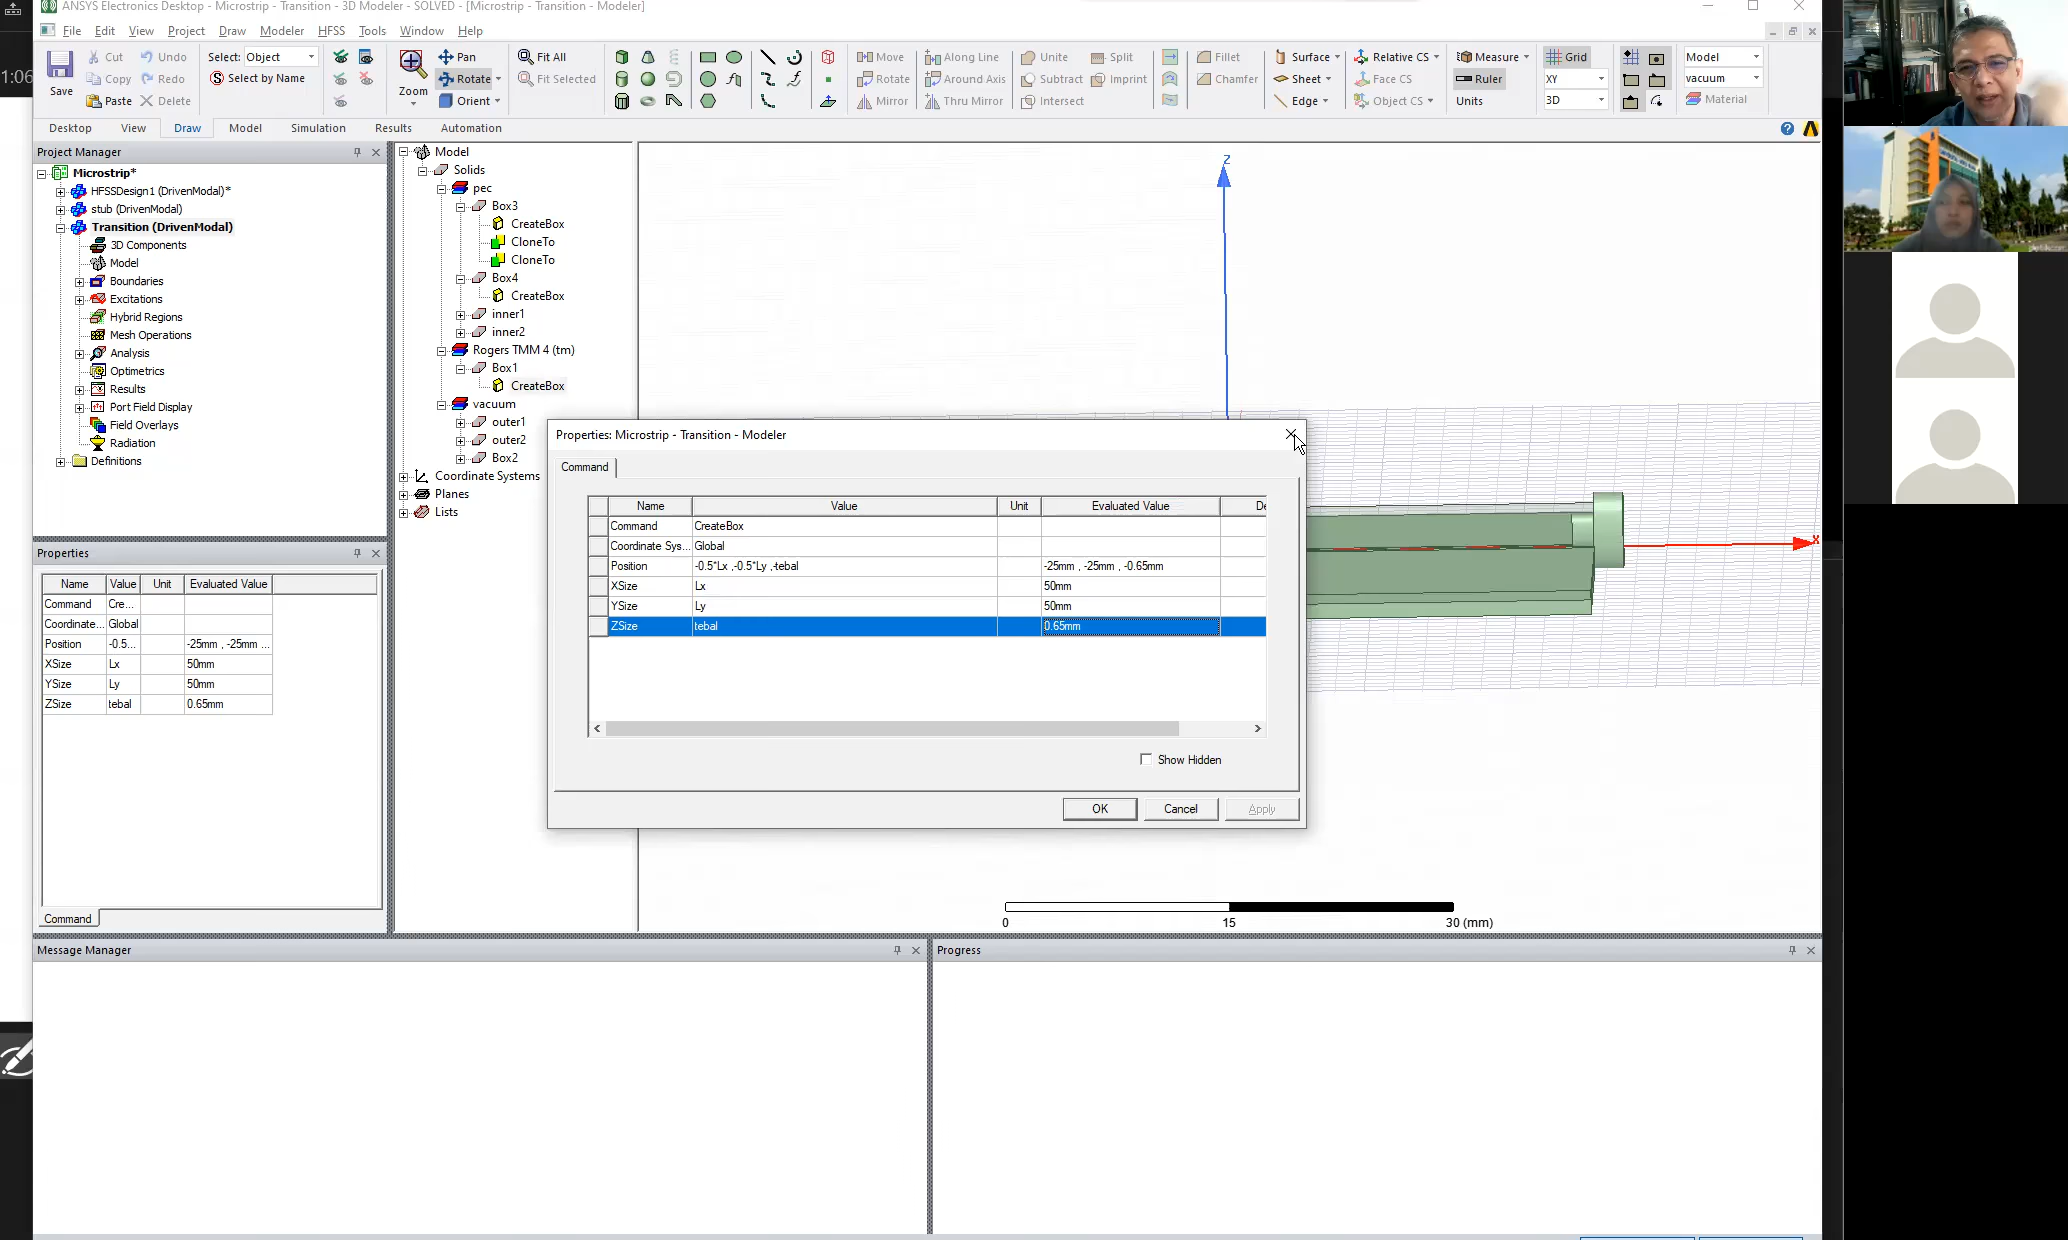 ANSYS Electronics Desktop - Microstrip - Transition - 3D Modeler - SOLVED - [Microstrip - Transition - Modeler]
File Edit View Project Draw Modeler HFSS Tools Window Help
1:06
Save
Cut
Copy
Paste
Undo
Redo
Delete
Select: Object
Select by Name
Zoom
Pan
Rotate
Orient
Fit All
Fit Selected
Move
Rotate
Mirror
Along Line
Around Axis
Thru Mirror
Unite
Subtract
Intersect
Split
Imprint
Fillet
Chamfer
Surface
Sheet
Edge
Relative CS
Face CS
Object CS
Measure
Ruler
Units
Grid
XY
3D
Model
vacuum
Material
Desktop View Draw Model Simulation Results Automation
Project Manager
Microstrip*
HFSSDesign1 (DrivenModal)*
stub (DrivenModal)
Transition (DrivenModal)
3D Components
Model
Boundaries
Excitations
Hybrid Regions
Mesh Operations
Analysis
Optimetrics
Results
Port Field Display
Field Overlays
Radiation
Definitions
Model
Solids
pec
Box3
CreateBox
CloneTo
CloneTo
Box4
CreateBox
inner1
inner2
Rogers TMM 4 (tm)
Box1
CreateBox
vacuum
outer1
outer2
Box2
Coordinate Systems
Planes
Lists
Z
X
Properties
Name Value Unit Evaluated Value
Command Cre...
Coordinate... Global
Position -0.5... -25mm , -25mm ...
XSize Lx 50mm
YSize Ly 50mm
ZSize tebal 0.65mm
Command
Properties: Microstrip - Transition - Modeler
Command
Name Value Unit Evaluated Value De
Command CreateBox
Coordinate Sys... Global
Position -0.5*Lx ,-0.5*Ly ,-tebal -25mm , -25mm , -0.65mm
XSize Lx 50mm
YSize Ly 50mm
ZSize tebal 0.65mm
Show Hidden
OK Cancel Apply
0 15 30 (mm)
Message Manager
Progress